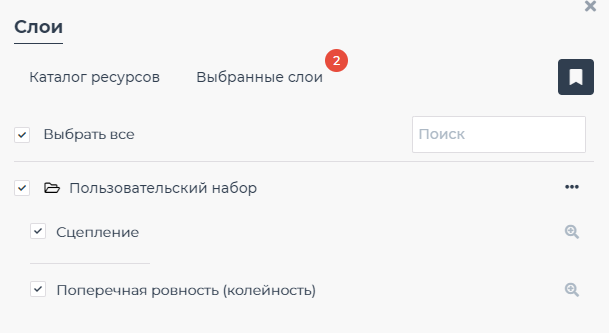 Слои
Каталог ресурсов
Выбранные слои
2
Выбрать все
Поиск
Пользовательский набор
Сцепление
Поперечная ровность (колейность)